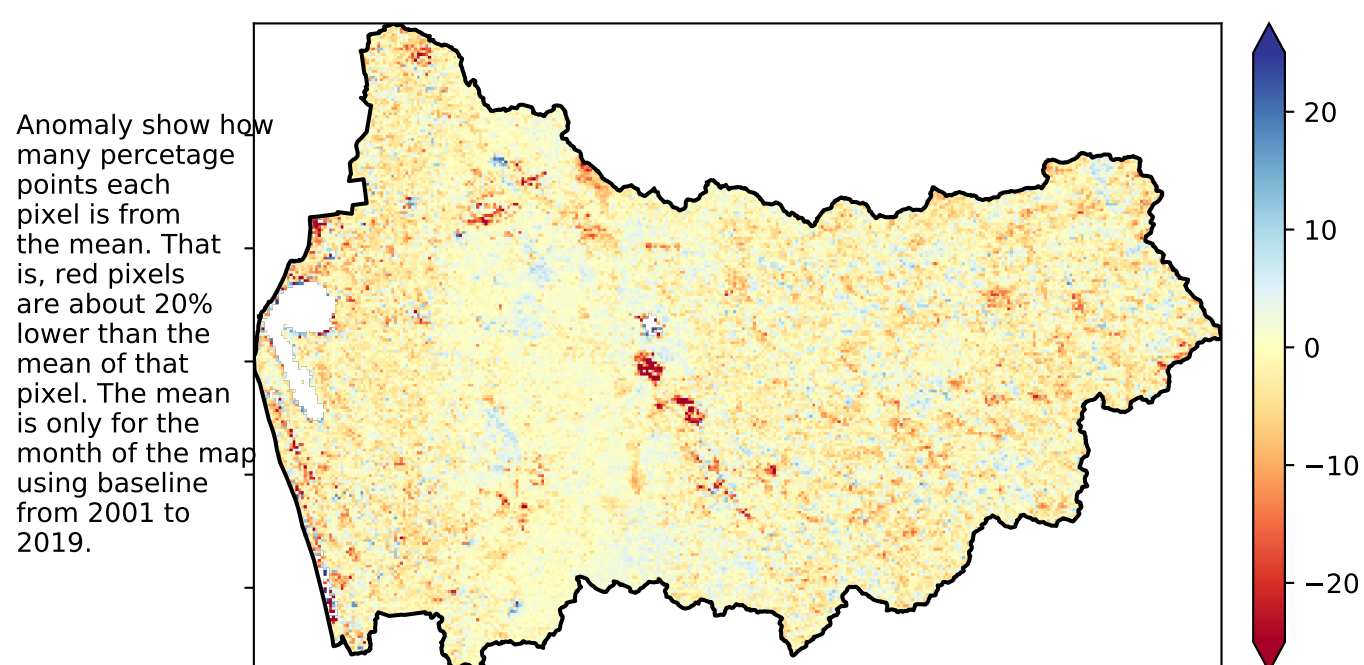 Anomaly show how
many percetage
points each
pixel is from
the mean. That
is, red pixels
are about 20%
lower than the
mean of that
pixel. The mean
is only for the
month of the map
using baseline
from 2001 to
2019.
20
10
0
−10
−20